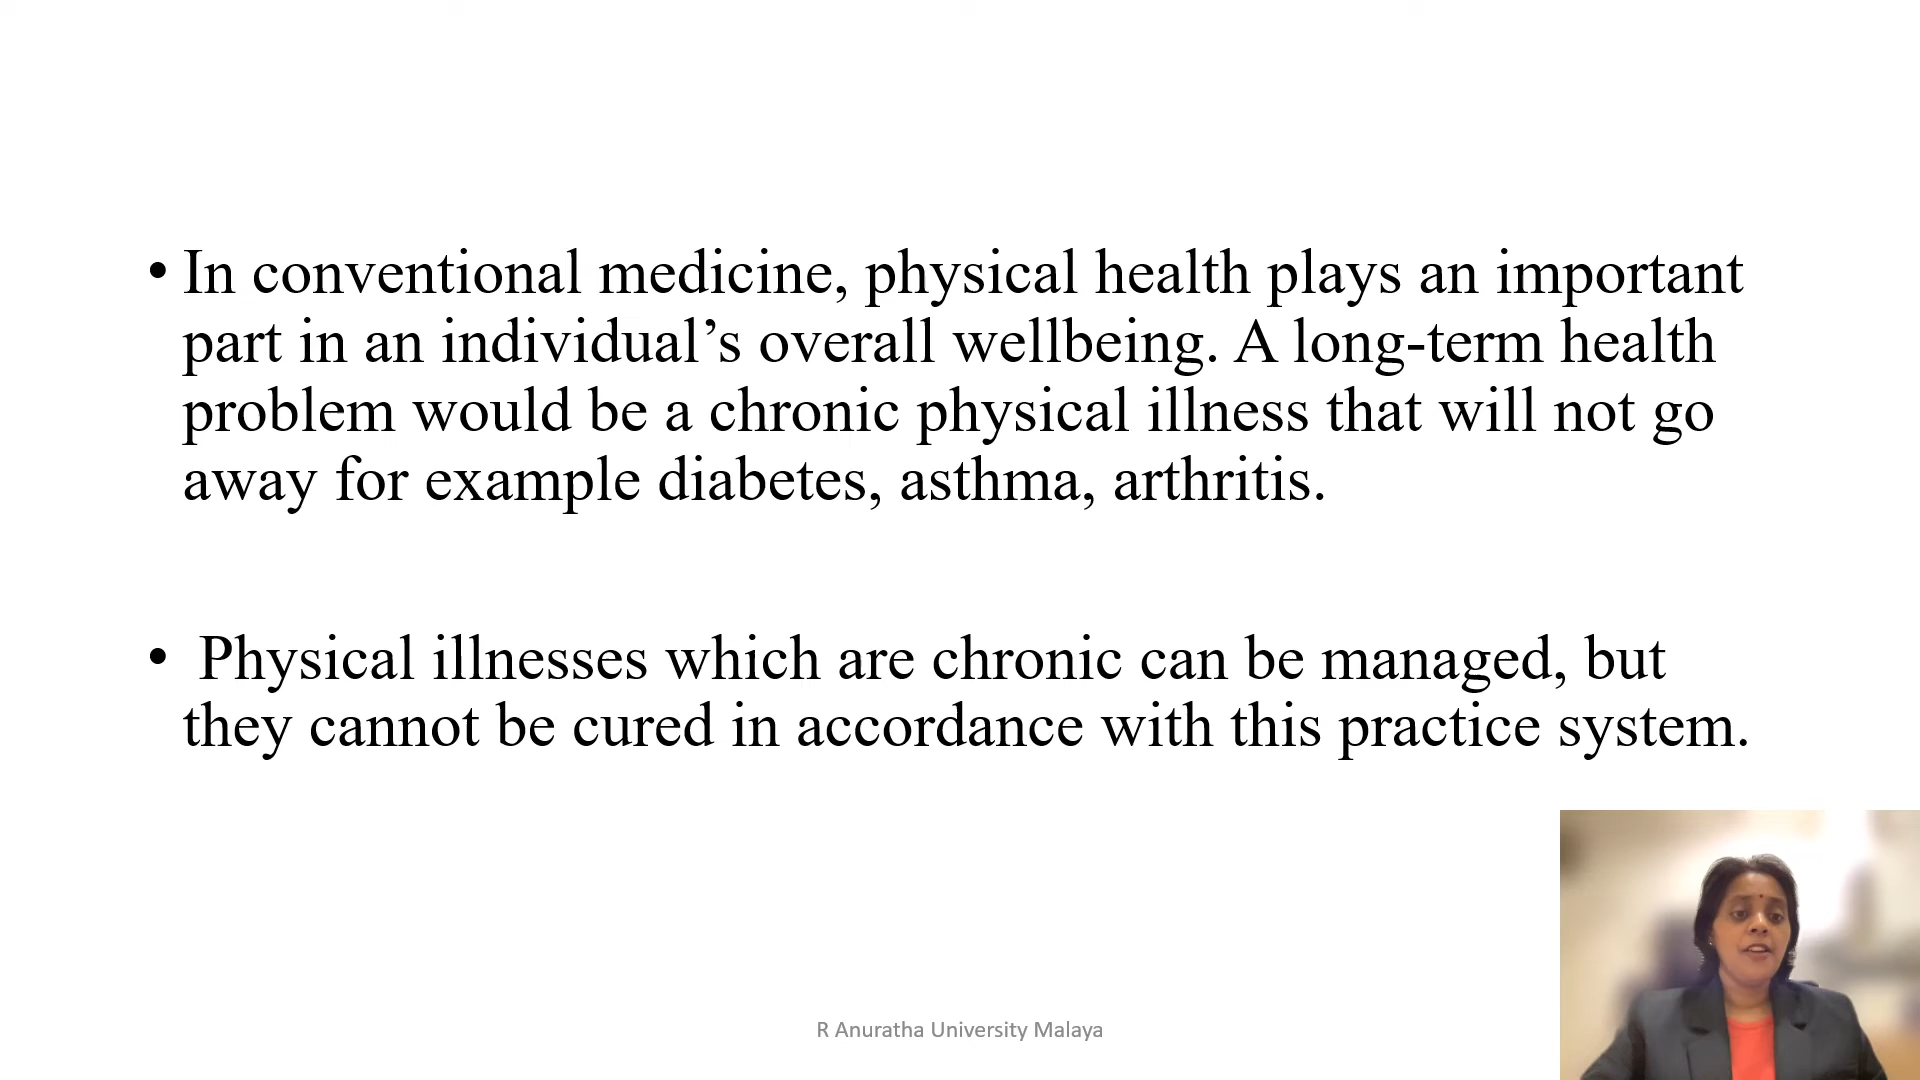 • In conventional medicine, physical health plays an important
part in an individual’s overall wellbeing. A long-term health
problem would be a chronic physical illness that will not go
away for example diabetes, asthma, arthritis.
• Physical illnesses which are chronic can be managed, but
they cannot be cured in accordance with this practice system.
R Anuratha University Malaya